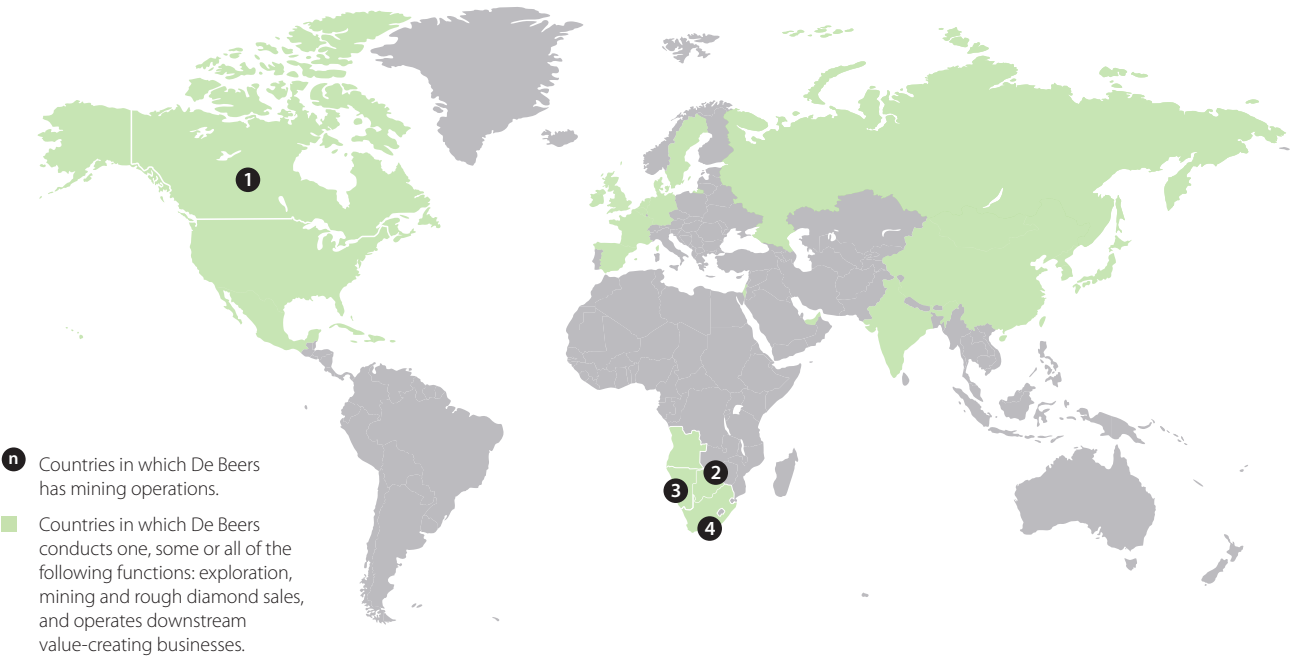 1
2
3
4
n Countries in which De Beers
has mining operations.
Countries in which De Beers
conducts one, some or all of the
following functions: exploration,
mining and rough diamond sales,
and operates downstream
value-creating businesses.